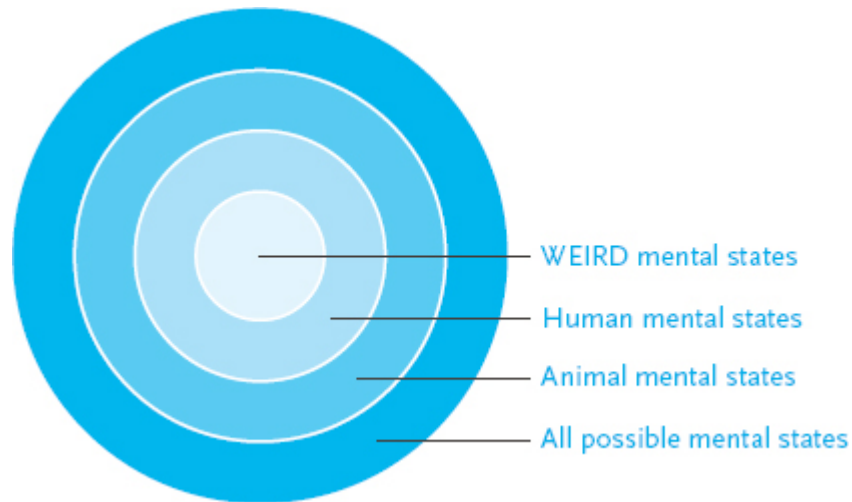 WEIRD mental states
Human mental states
Animal mental states
All possible mental states